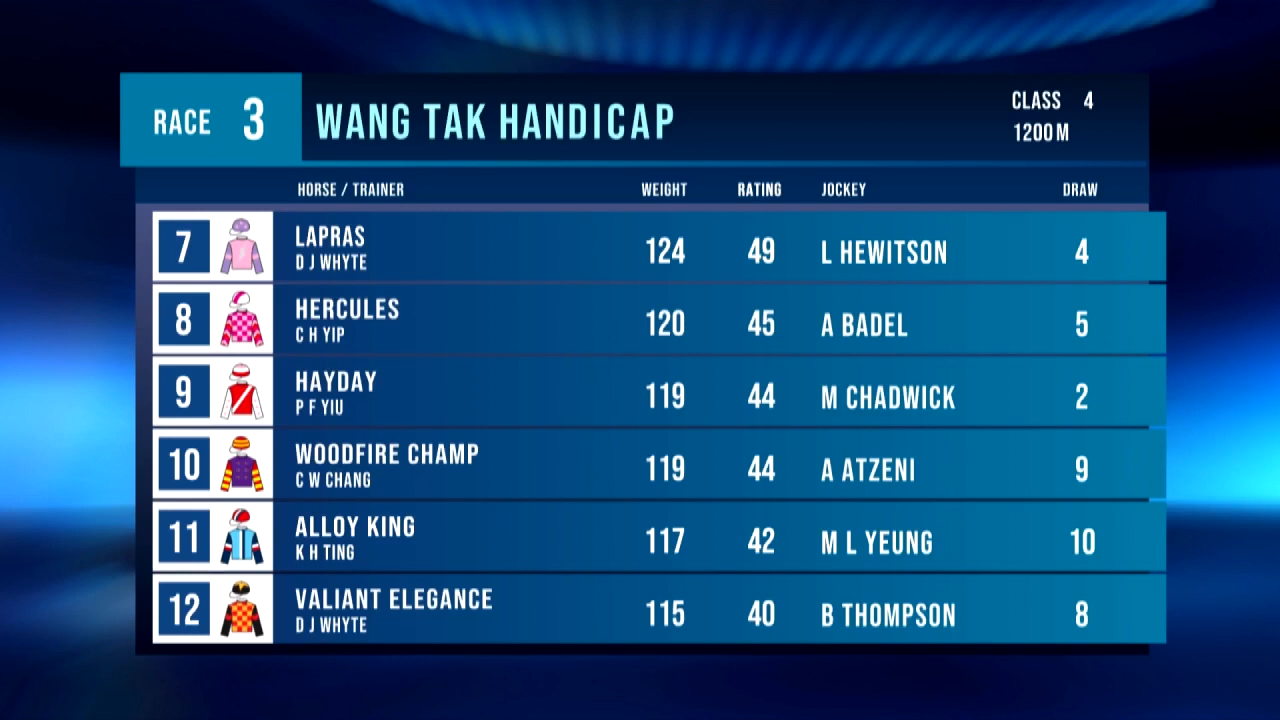 RACE 3 WANG TAK HANDICAP CLASS 4
1200 M
HORSE / TRAINER WEIGHT RATING JOCKEY DRAW
7 LAPRAS 124 49 L HEWITSON 4
D J WHYTE
8 HERCULES 120 45 A BADEL 5
C H YIP
9 HAYDAY 119 44 M CHADWICK 2
P F YIU
10 WOODFIRE CHAMP 119 44 A ATZENI 9
C W CHANG
11 ALLOY KING 117 42 M L YEUNG 10
K H TING
12 VALIANT ELEGANCE 115 40 B THOMPSON 8
D J WHYTE